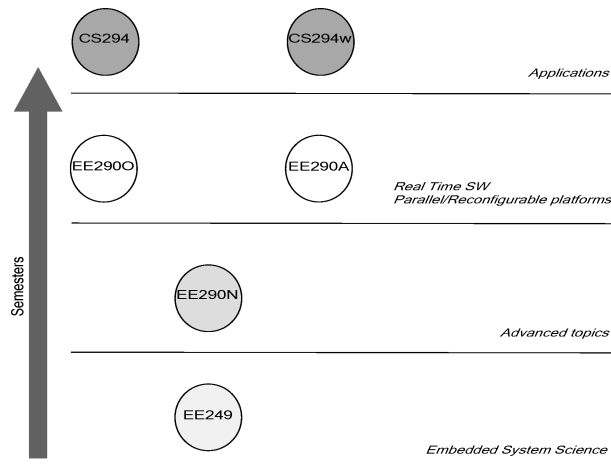 CS294
CS294w
Applications
EE290O
EE290A
Real Time SW
Parallel/Reconfigurable platforms
EE290N
Advanced topics
EE249
Embedded System Science
Semesters